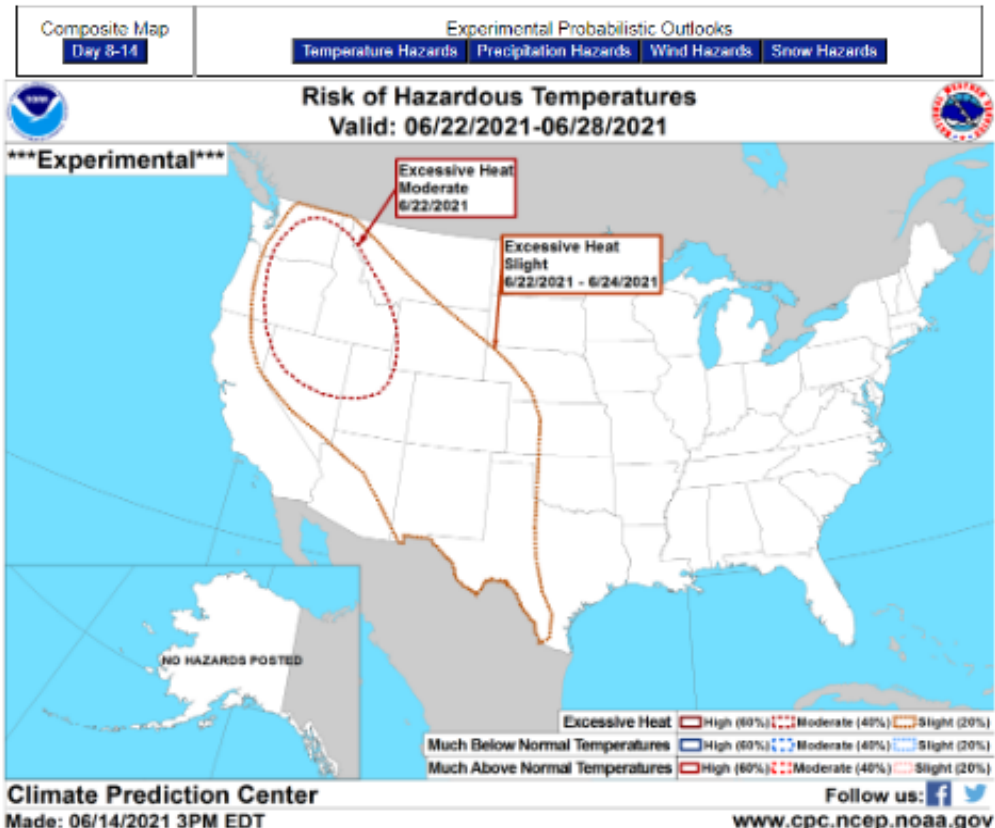 Composite Map
Day 8-14
Experimental Probabilistic Outlooks
Temperature Hazards Precipitation Hazards Wind Hazards Snow Hazards
Risk of Hazardous Temperatures
Valid: 06/22/2021-06/28/2021
***Experimental***
Excessive Heat
Moderate
6/22/2021
Excessive Heat
Slight
6/22/2021 - 6/24/2021
NO HAZARDS POSTED
Excessive Heat High (60%) Moderate (40%) Slight (20%)
Much Below Normal Temperatures High (60%) Moderate (40%) Slight (20%)
Much Above Normal Temperatures High (60%) Moderate (40%) Slight (20%)
Climate Prediction Center
Follow us:
Made: 06/14/2021 3PM EDT
www.cpc.ncep.noaa.gov